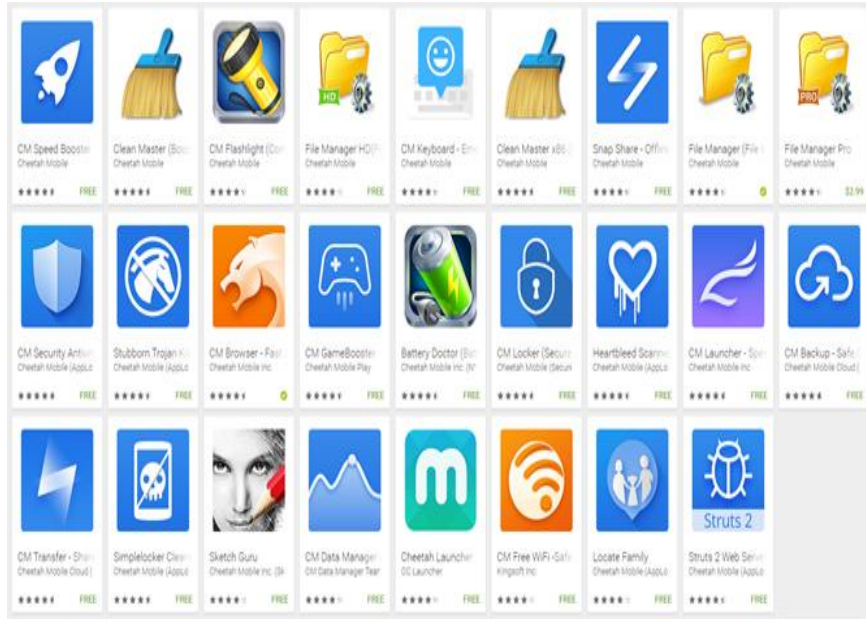 CM Speed Booster
Cheetah Mobile
FREE
Clean Master (Boo
Cheetah Mobile
FREE
CM Flashlight (Com
Cheetah Mobile
FREE
HD
File Manager HD(F
Cheetah Mobile
FREE
CM Keyboard - Em
Cheetah Mobile
FREE
Clean Master x86
Cheetah Mobile
FREE
Snap Share - Offlin
Cheetah Mobile
FREE
File Manager (File
Cheetah Mobile
PRO
File Manager Pro
Cheetah Mobile
$2.99
CM Security Antivi
Cheetah Mobile (AppLo
FREE
Stubborn Trojan Ki
Cheetah Mobile (AppLo
FREE
CM Browser - Fast
Cheetah Mobile Inc
CM GameBooster
Cheetah Mobile Play
FREE
Battery Doctor (Bat
Cheetah Mobile Inc. (N
FREE
CM Locker (Secure
Cheetah Mobile (Securi
FREE
Heartbleed Scanne
Cheetah Mobile (AppLo
FREE
CM Launcher - Spe
Cheetah Mobile Inc
FREE
CM Backup - Safe
Cheetah Mobile Cloud (
FREE
CM Transfer - Shar
Cheetah Mobile Cloud (
FREE
Simplelocker Clean
Cheetah Mobile (AppLo
FREE
Sketch Guru
Cheetah Mobile Inc. (Sk
FREE
CM Data Manager
CM Data Manager Tear
FREE
m
Cheetah Launcher
GC Launcher
FREE
CM Free WiFi -Safe
Kingsoft Inc
FREE
Locate Family
Cheetah Mobile (AppLo
FREE
Struts 2
Struts 2 Web Serve
Cheetah Mobile (AppLo
FREE